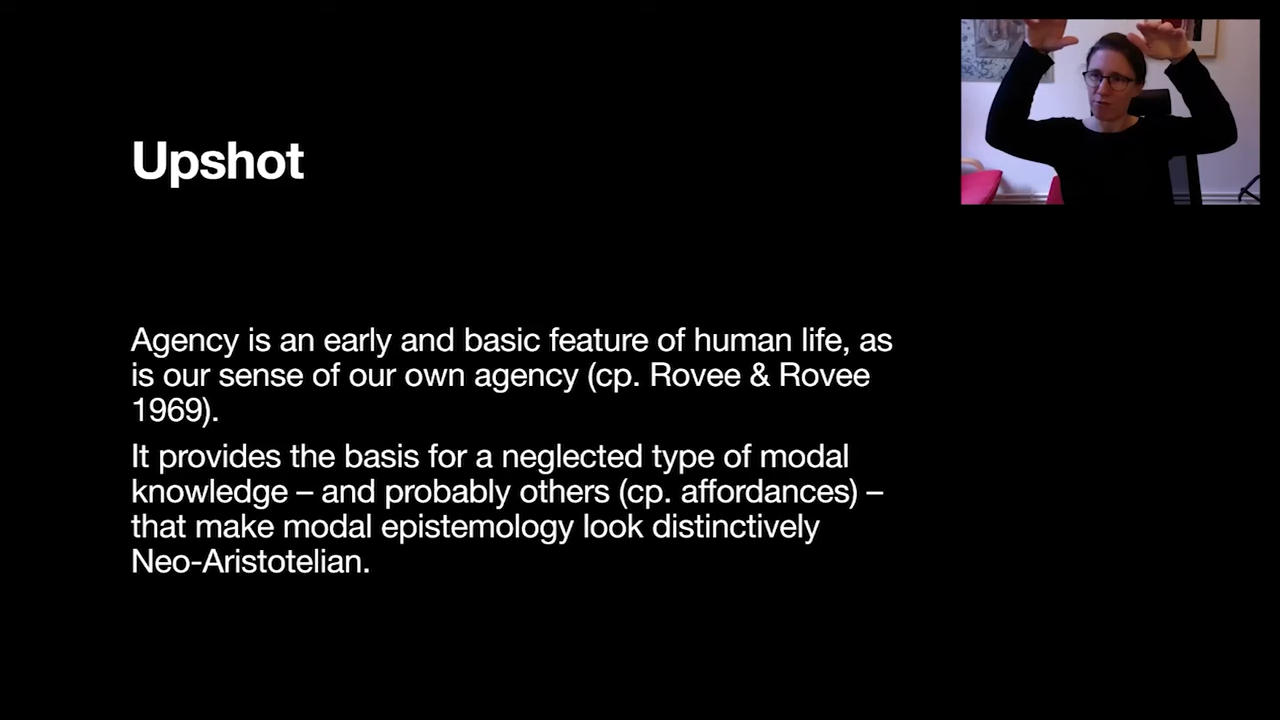 Upshot
Agency is an early and basic feature of human life, as
is our sense of our own agency (cp. Rovee & Rovee
1969).
It provides the basis for a neglected type of modal
knowledge – and probably others (cp. affordances) –
that make modal epistemology look distinctively
Neo-Aristotelian.